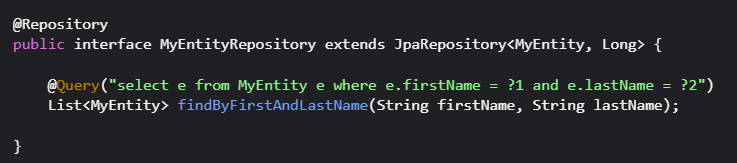 @Repository
public interface MyEntityRepository extends JpaRepository<MyEntity, Long> {
@Query("select e from MyEntity e where e.firstName = ?1 and e.lastName = ?2")
List<MyEntity> findByFirstAndLastName(String firstName, String lastName);
}